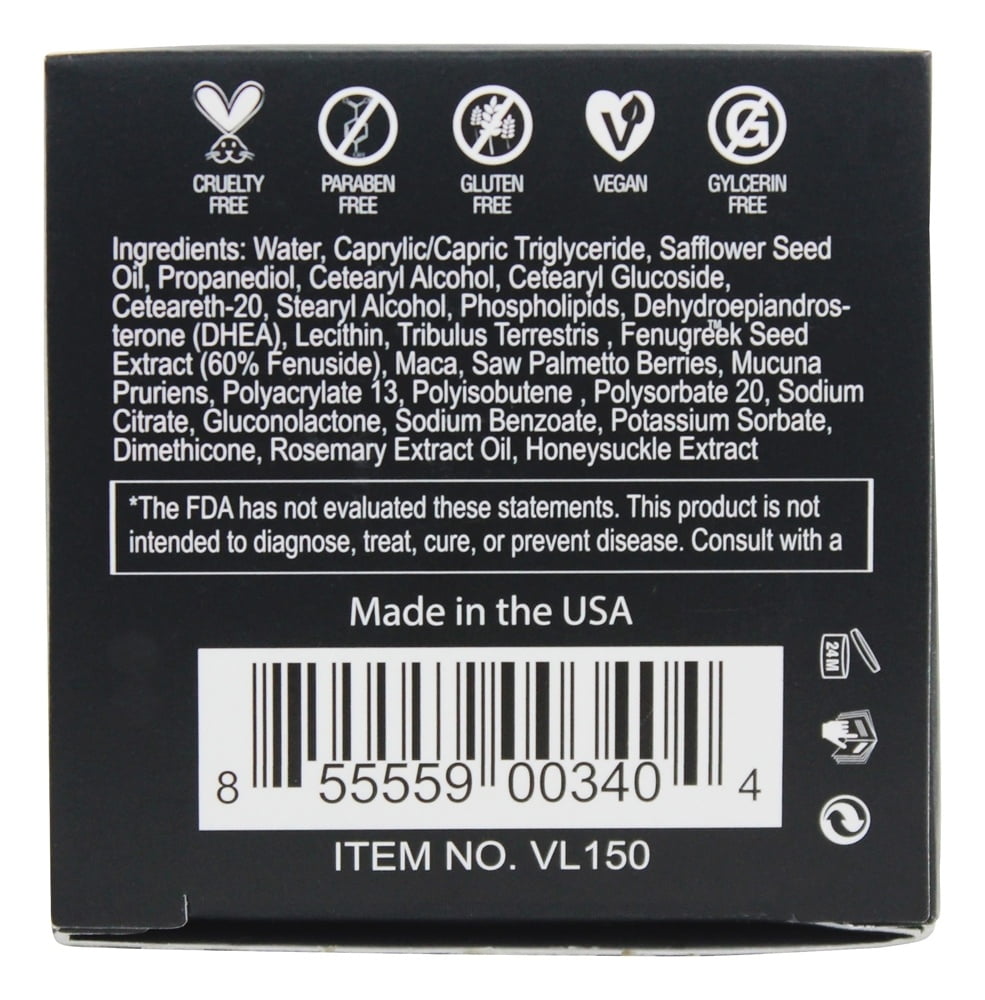 CRUELTY FREE
PARABEN FREE
GLUTEN FREE
VEGAN
GYLCERIN FREE
Ingredients: Water, Caprylic/Capric Triglyceride, Safflower Seed
Oil, Propanediol, Cetearyl Alcohol, Cetearyl Glucoside,
Ceteareth-20, Stearyl Alcohol, Phospholipids, Dehydroepiandros-
terone (DHEA), Lecithin, Tribulus Terrestris , Fenugreek Seed
Extract (60% Fenuside)™, Maca, Saw Palmetto Berries, Mucuna
Pruriens, Polyacrylate 13, Polyisobutene , Polysorbate 20, Sodium
Citrate, Gluconolactone, Sodium Benzoate, Potassium Sorbate,
Dimethicone, Rosemary Extract Oil, Honeysuckle Extract
*The FDA has not evaluated these statements. This product is not
intended to diagnose, treat, cure, or prevent disease. Consult with a
Made in the USA
24M
8 55559 00340 4
ITEM NO. VL150